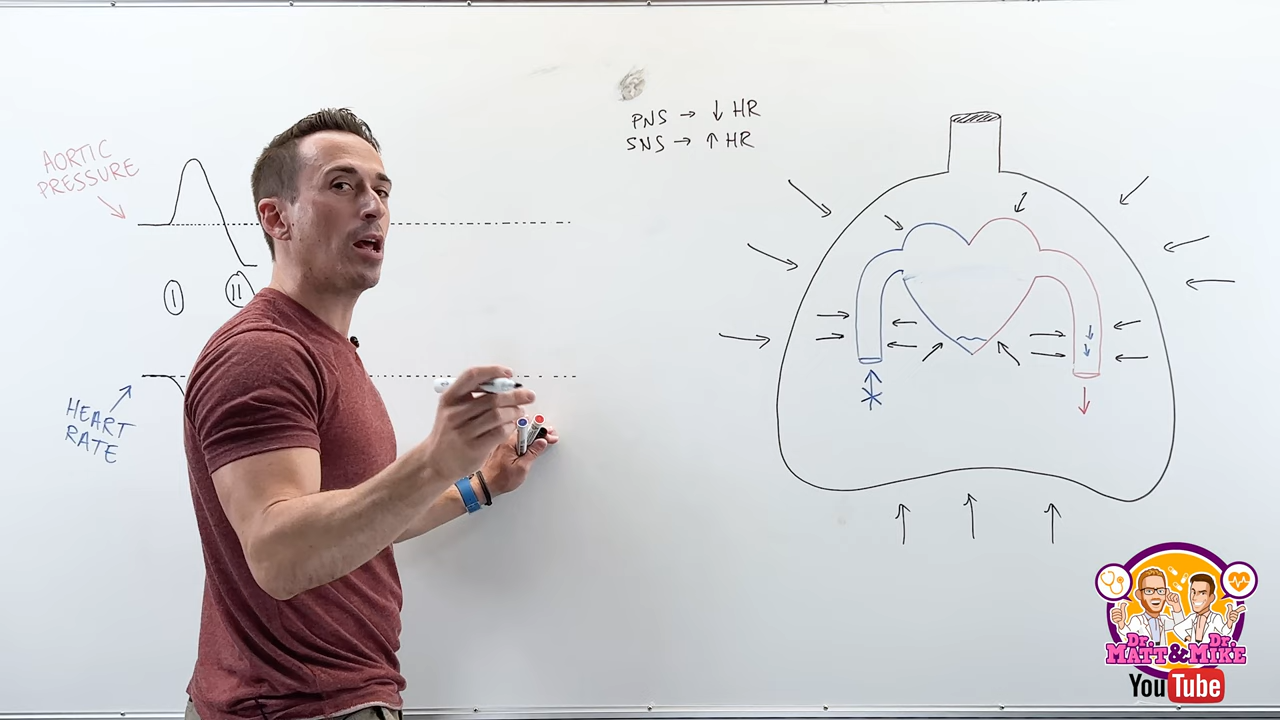 AORTIC
PRESSURE
I
II
HEART
RATE
PNS → ↓ HR
SNS → ↑ HR
Dr. Dr.
MATT & MIKE
YouTube